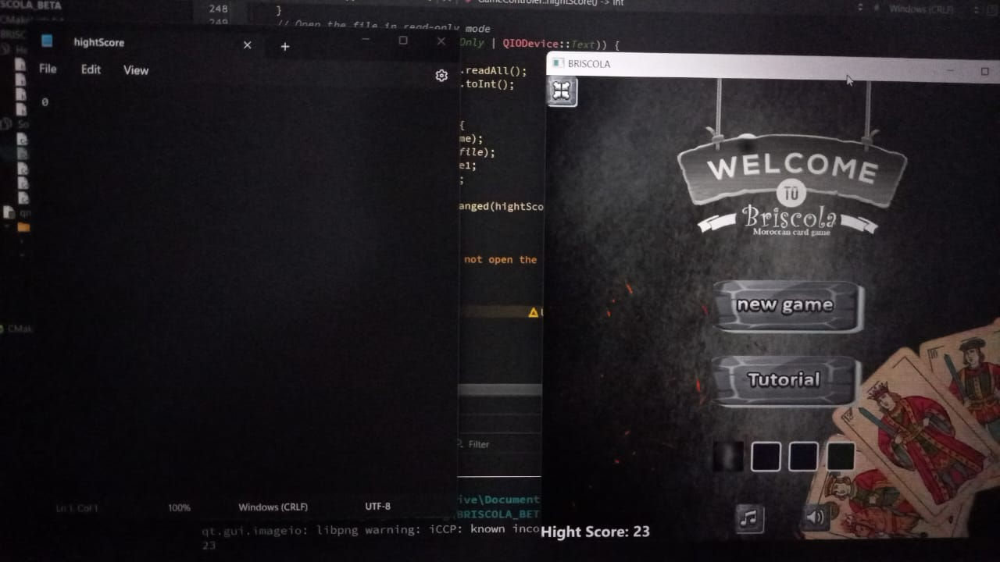 SCOLA_BETA
248
}
GameControler::hightScore() -> int
Windows (CRLF)
249
// Open the file in read-only mode
hightScore
Only | QIODevice::Text)) {
BRISCOLA
File
Edit
View
.readAll();
.toInt();
0
{
me);
file);
e1;
;
WELCOME
TO
Briscola
Moroccan card game
anged(hightSco
not open the
new game
CMak
Tutorial
Filter
Ln 1, Col 1
100%
Windows (CRLF)
UTF-8
ive\Document
BRISCOLA_BET
qt.gui.imageio: libpng warning: iCCP: known inco
Hight Score: 23
23